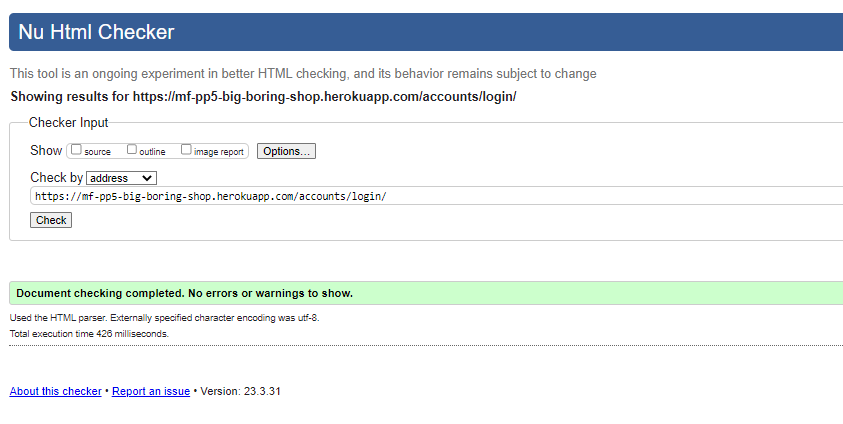 Nu Html Checker
This tool is an ongoing experiment in better HTML checking, and its behavior remains subject to change
Showing results for https://mf-pp5-big-boring-shop.herokuapp.com/accounts/login/
Checker Input
Show source outline image report Options...
Check by address
https://mf-pp5-big-boring-shop.herokuapp.com/accounts/login/
Check
Document checking completed. No errors or warnings to show.
Used the HTML parser. Externally specified character encoding was utf-8.
Total execution time 426 milliseconds.
About this checker • Report an issue • Version: 23.3.31